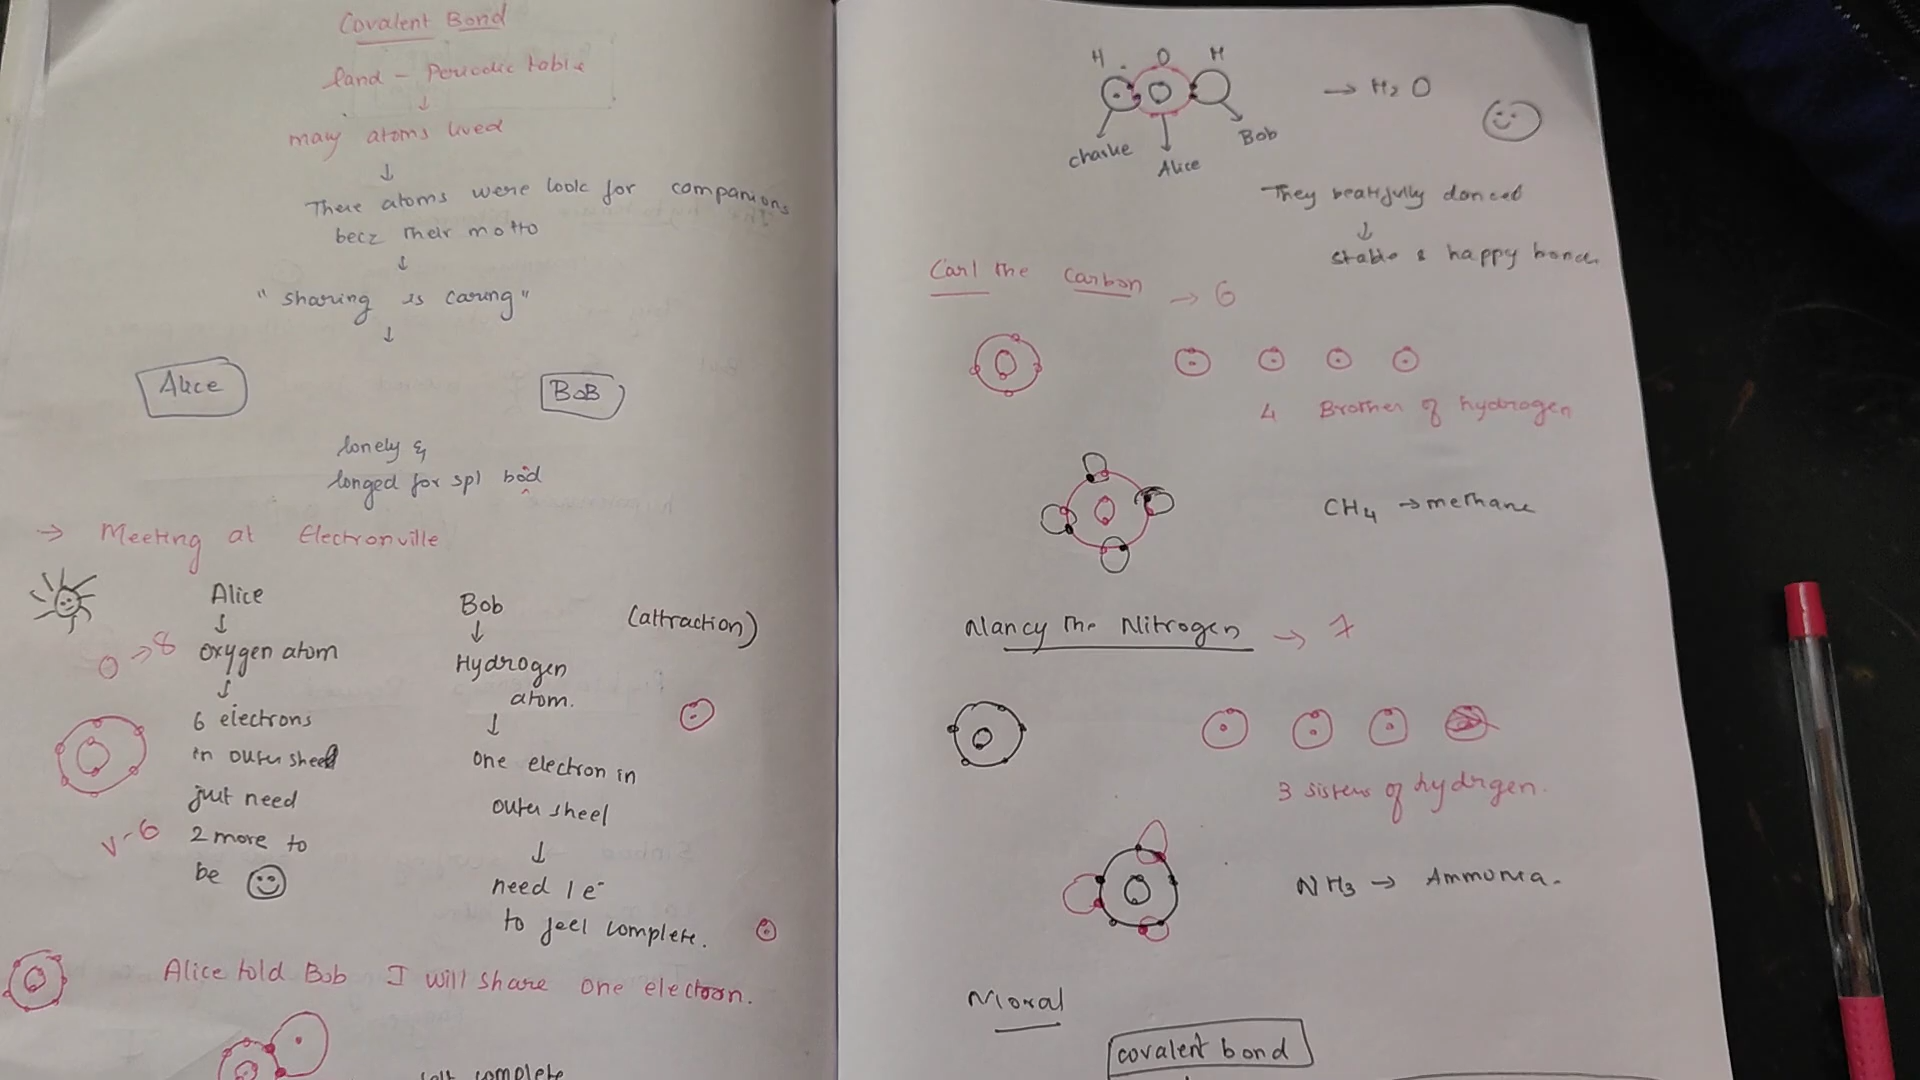 Covalent Bond
land - Periodic table
↓
many atoms lived
↓
There atoms were look for companions
becz their motto
↓
"sharing is caring"
↓
Alice
BoB
lonely &
longed for spl bod
→ Meeting at Electronville
Alice
↓
O → 8 oxygen atom
↓
6 electrons
in outer sheel
just need
V-6 2 more to
be
Bob
↓
Hydrogen
atom.
↓
one electron in
outer sheel
↓
need 1 e-
to feel complete.
(attraction)
Alice told Bob I will share one electron.
felt complete
H O H
→ H2O
charlie
Alice
Bob
They beatifully danced
↓
stable & happy bond.
Carl the Carbon → 6
4 Brother of hydrogen
CH4 → methane
Nancy the Nitrogen → 7
3 sisters of hydrgen.
NH3 → Ammonia.
Moral
covalent bond